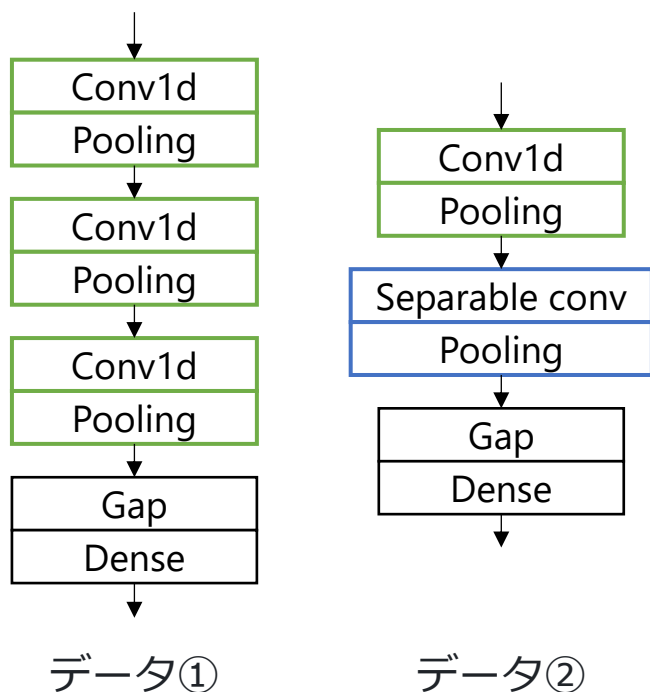 Conv1d
Pooling
Conv1d
Pooling
Conv1d
Pooling
Gap
Dense
データ①
Conv1d
Pooling
Separable conv
Pooling
Gap
Dense
データ②